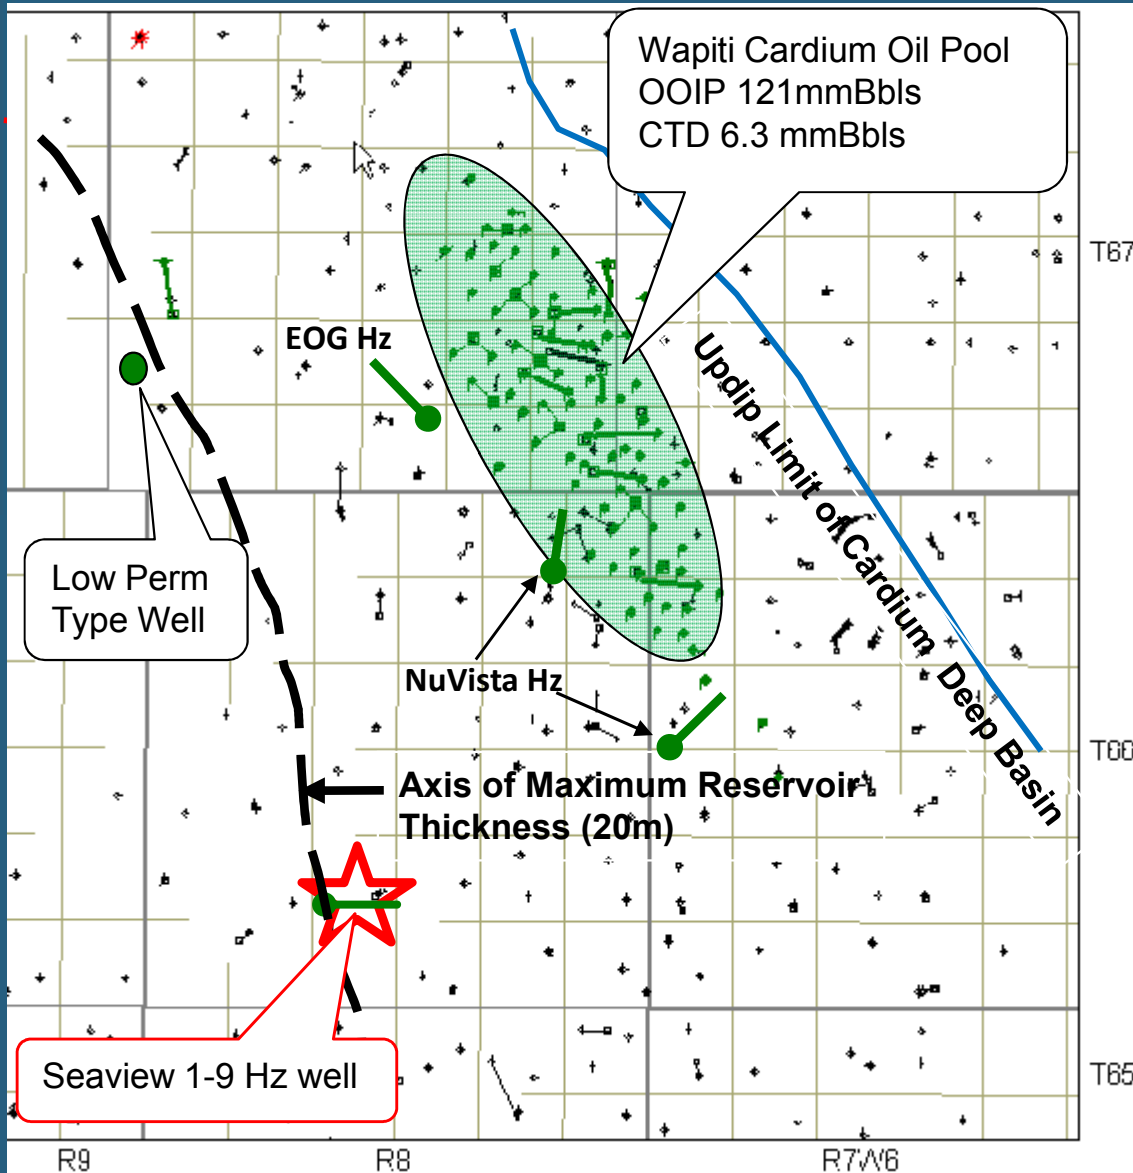 Wapiti Cardium Oil Pool
OOIP 121mmBbls
CTD 6.3 mmBbls
T67
EOG Hz
Updip Limit of Cardium Deep Basin
Low Perm
Type Well
NuVista Hz
T66
Axis of Maximum Reservoir
Thickness (20m)
Seaview 1-9 Hz well
T65
R9
R8
R7W6